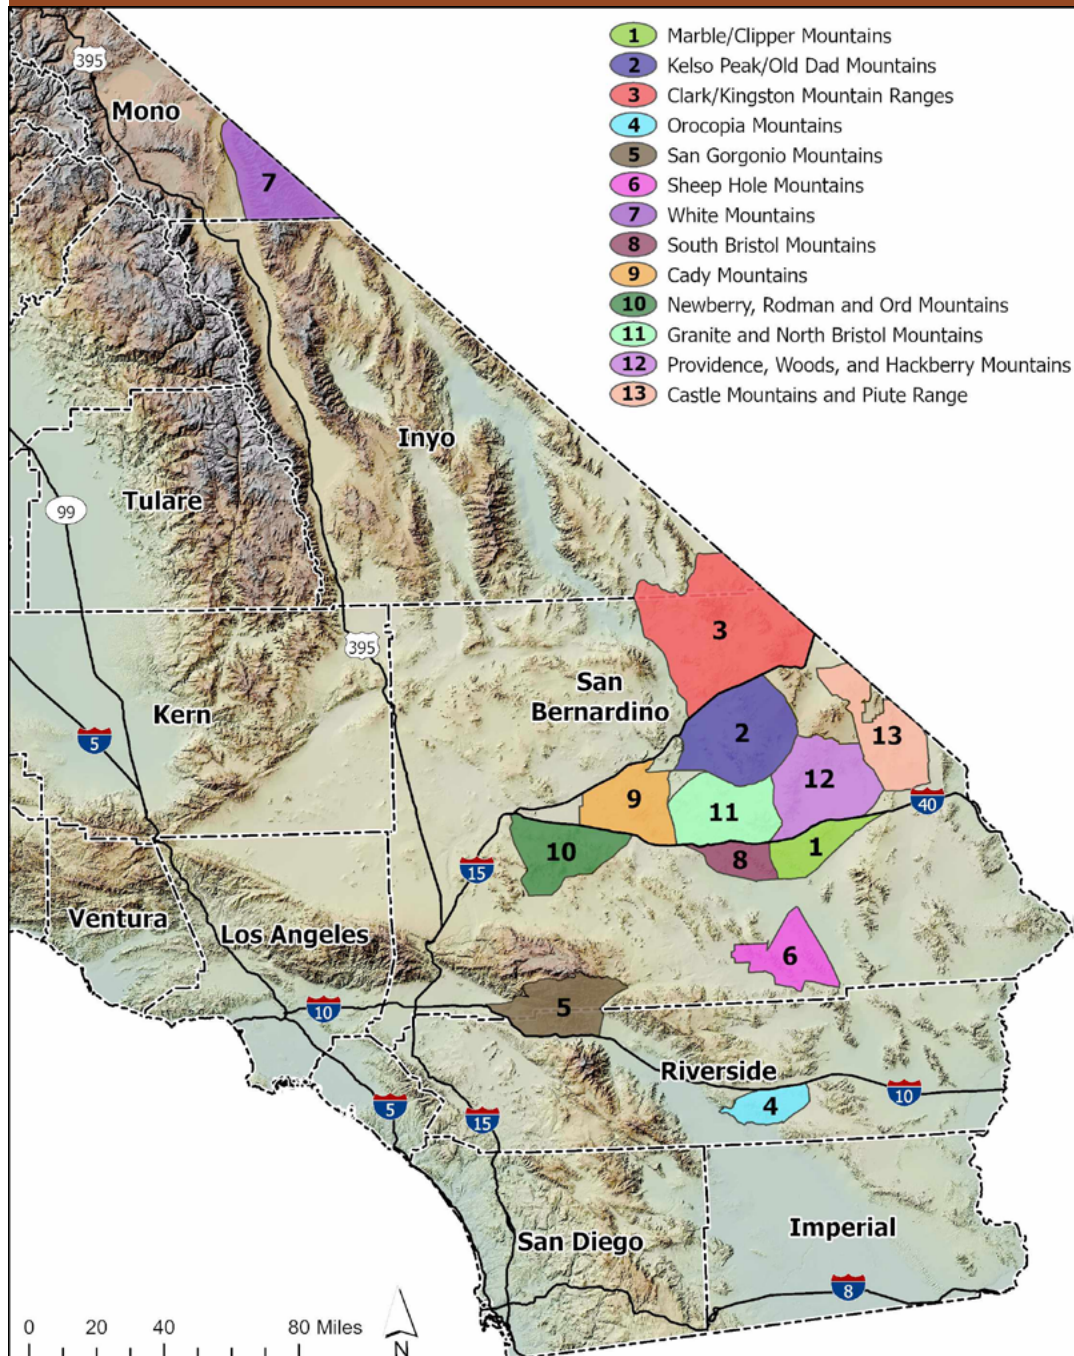 1 Marble/Clipper Mountains
2 Kelso Peak/Old Dad Mountains
3 Clark/Kingston Mountain Ranges
4 Orocopia Mountains
5 San Gorgonio Mountains
6 Sheep Hole Mountains
7 White Mountains
8 South Bristol Mountains
9 Cady Mountains
10 Newberry, Rodman and Ord Mountains
11 Granite and North Bristol Mountains
12 Providence, Woods, and Hackberry Mountains
13 Castle Mountains and Piute Range
395
Mono
7
Inyo
Tulare
99
3
395
San
Bernardino
Kern
5
2
13
12
9
11
40
10
8
1
15
Ventura
Los Angeles
6
5
10
Riverside
10
4
5
15
Imperial
San Diego
8
0 20 40 80 Miles
N